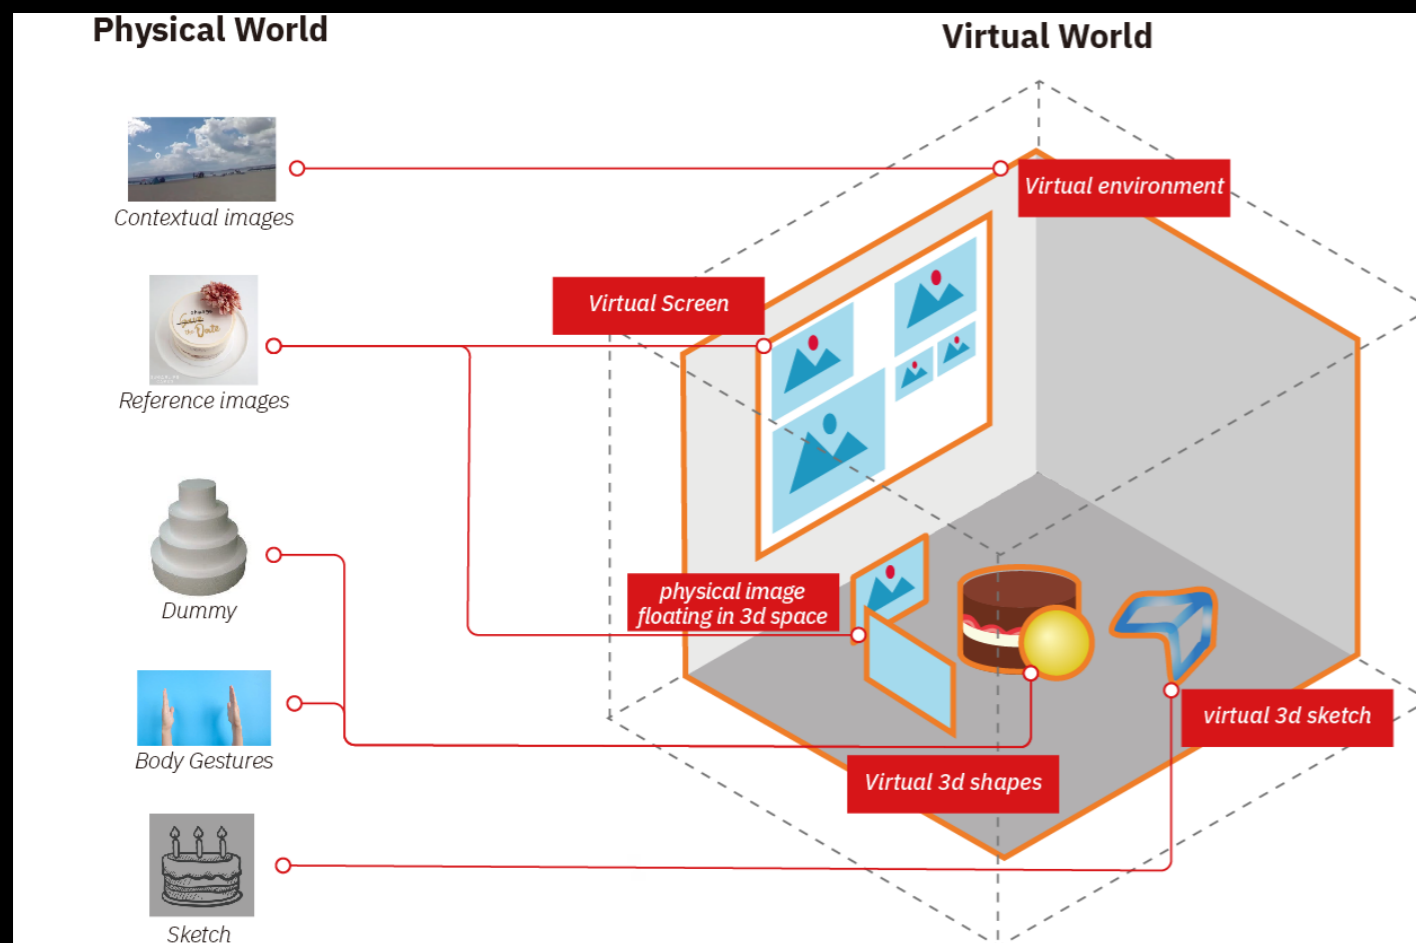 Physical World
Virtual World
Contextual images
Virtual environment
Virtual Screen
Reference images
physical image
floating in 3d space
Dummy
virtual 3d sketch
Body Gestures
Virtual 3d shapes
Sketch